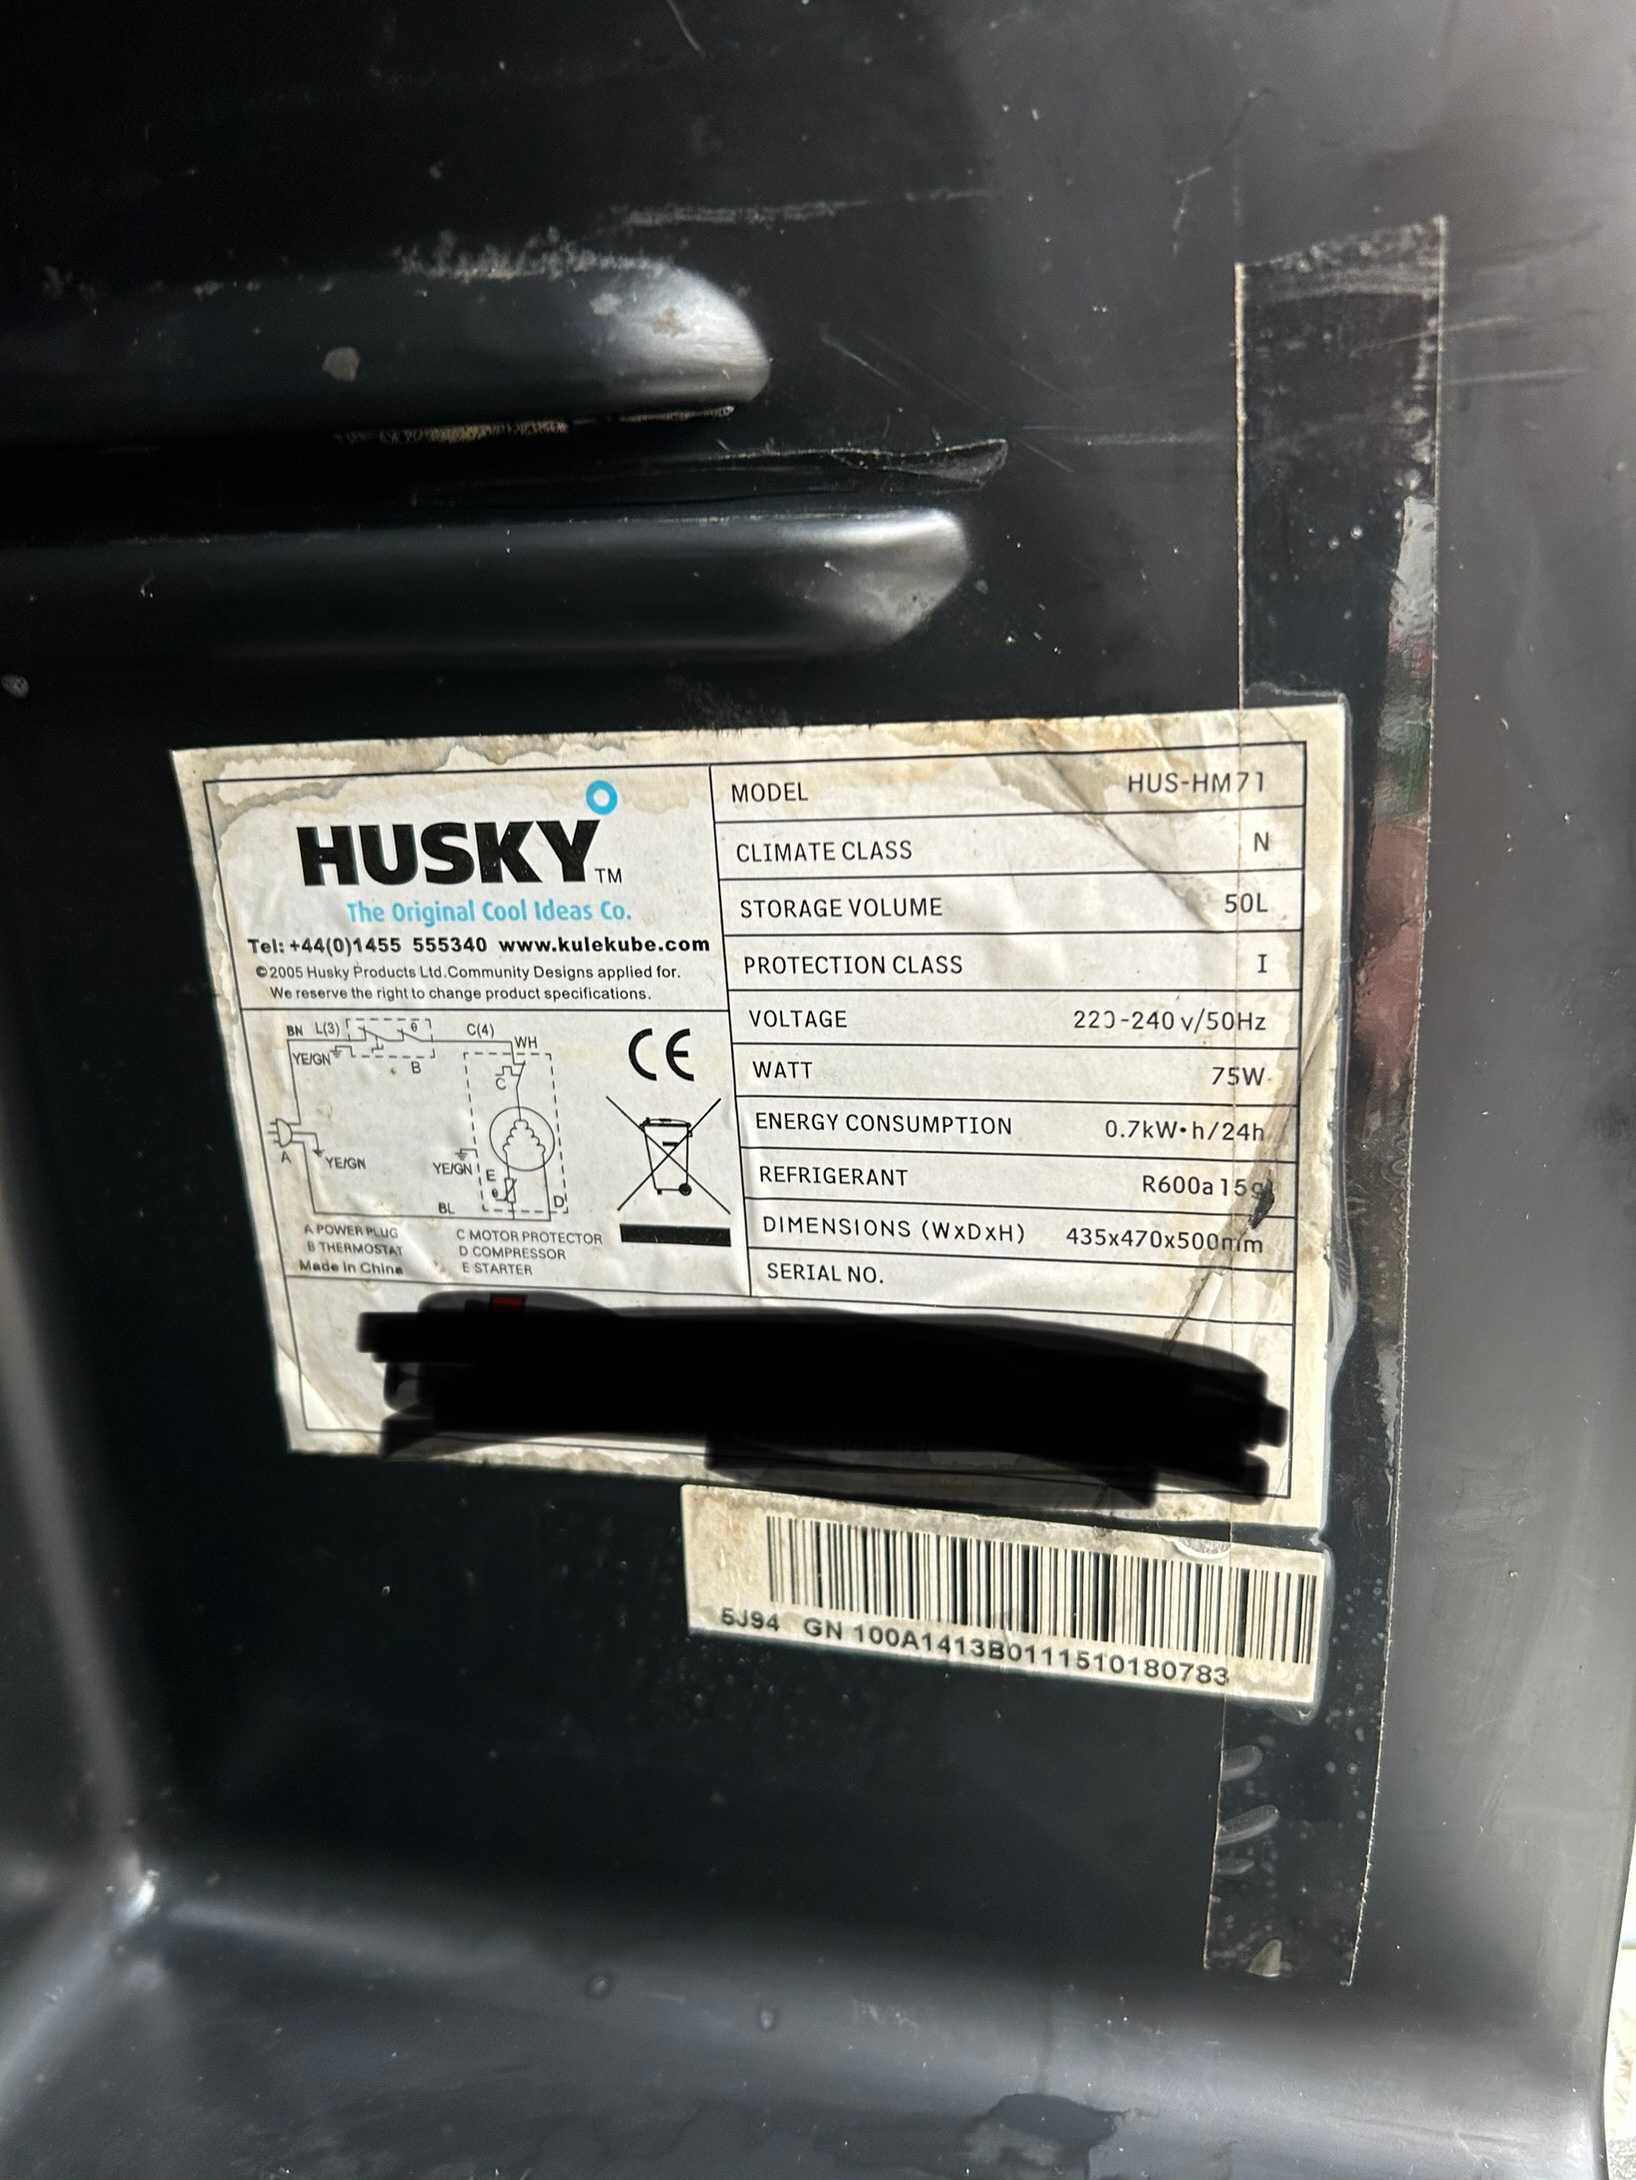 HUSKY TM
The Original Cool Ideas Co.
Tel: +44(0)1455 555340 www.kulekube.com
©2005 Husky Products Ltd.Community Designs applied for.
We reserve the right to change product specifications.
BN L(3) θ C(4)
WH
YE/GN
B
C
A
YE/GN
YE/GN
E
θ
BL
D
A POWER PLUG
B THERMOSTAT
Made in China
C MOTOR PROTECTOR
D COMPRESSOR
E STARTER
CE
MODEL HUS-HM71
CLIMATE CLASS N
STORAGE VOLUME 50L
PROTECTION CLASS I
VOLTAGE 220-240v/50Hz
WATT 75W
ENERGY CONSUMPTION 0.7kW•h/24h
REFRIGERANT R600a 15g
DIMENSIONS (WxDxH) 435x470x500mm
SERIAL NO.
5J94 GN 100A1413B0111510180783